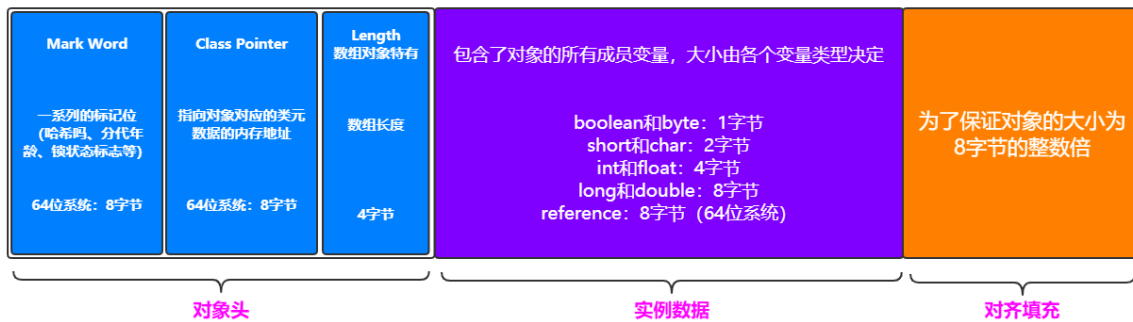 Mark Word
一系列的标记位
(哈希吗、分代年
龄、锁状态标志等)
64位系统：8字节
Class Pointer
指向对象对应的类元
数据的内存地址
64位系统：8字节
Length
数组对象特有
数组长度
4字节
包含了对象的所有成员变量，大小由各个变量类型决定
boolean和byte：1字节
short和char：2字节
int和float：4字节
long和double：8字节
reference：8字节（64位系统）
为了保证对象的大小为
8字节的整数倍
对象头
实例数据
对齐填充